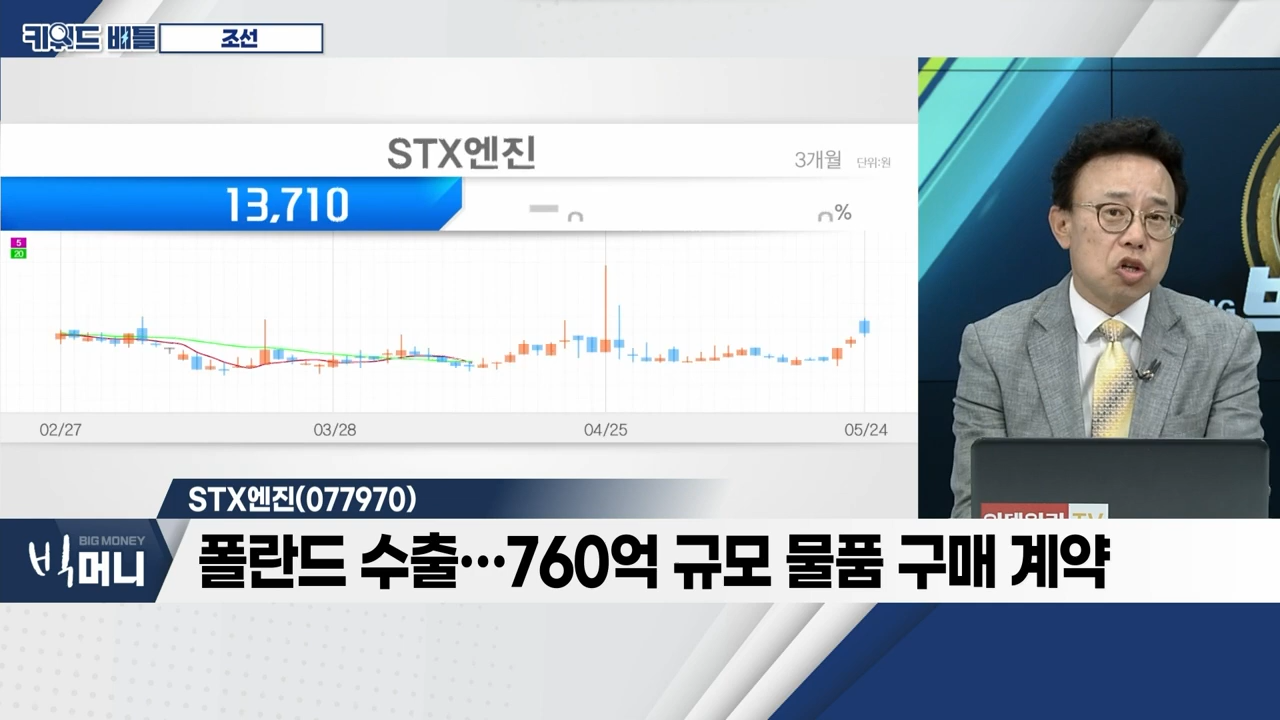 키워드 배틀
조선
STX엔진
3개월 단위:원
13,710
%
5
20
02/27 03/28 04/25 05/24
STX엔진(077970)
BIG MONEY
빅머니
폴란드 수출…760억 규모 물품 구매 계약